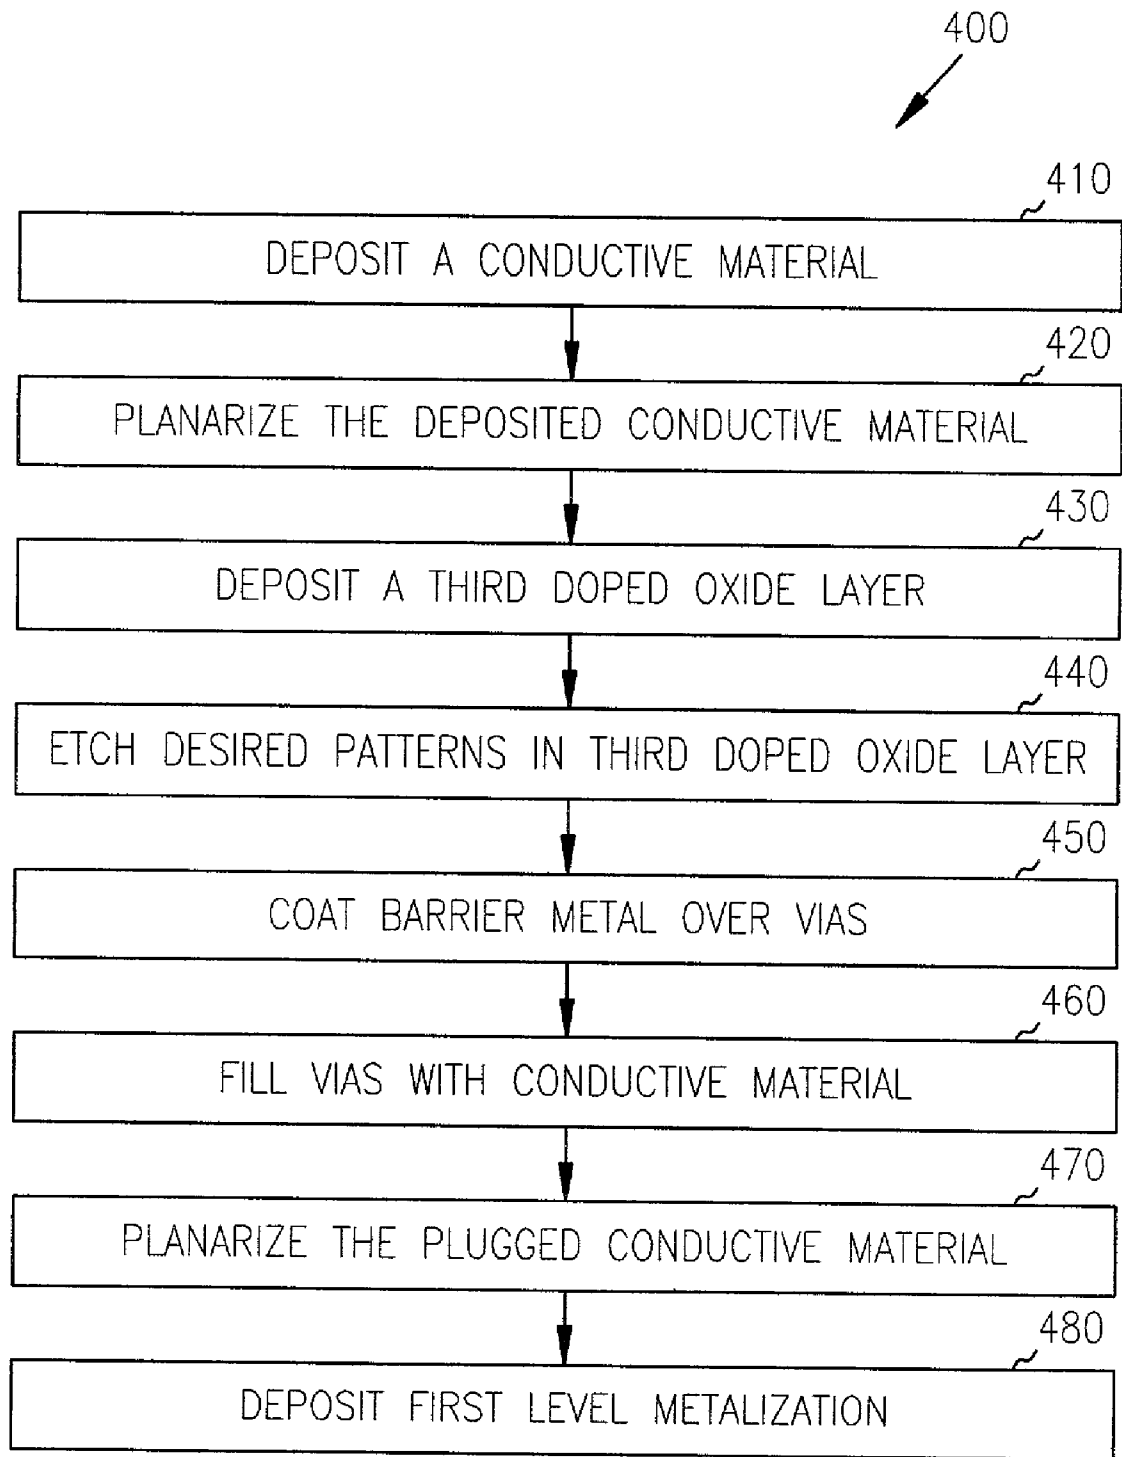 400
410
DEPOSIT A CONDUCTIVE MATERIAL
420
PLANARIZE THE DEPOSITED CONDUCTIVE MATERIAL
430
DEPOSIT A THIRD DOPED OXIDE LAYER
440
ETCH DESIRED PATTERNS IN THIRD DOPED OXIDE LAYER
450
COAT BARRIER METAL OVER VIAS
460
FILL VIAS WITH CONDUCTIVE MATERIAL
470
PLANARIZE THE PLUGGED CONDUCTIVE MATERIAL
480
DEPOSIT FIRST LEVEL METALIZATION